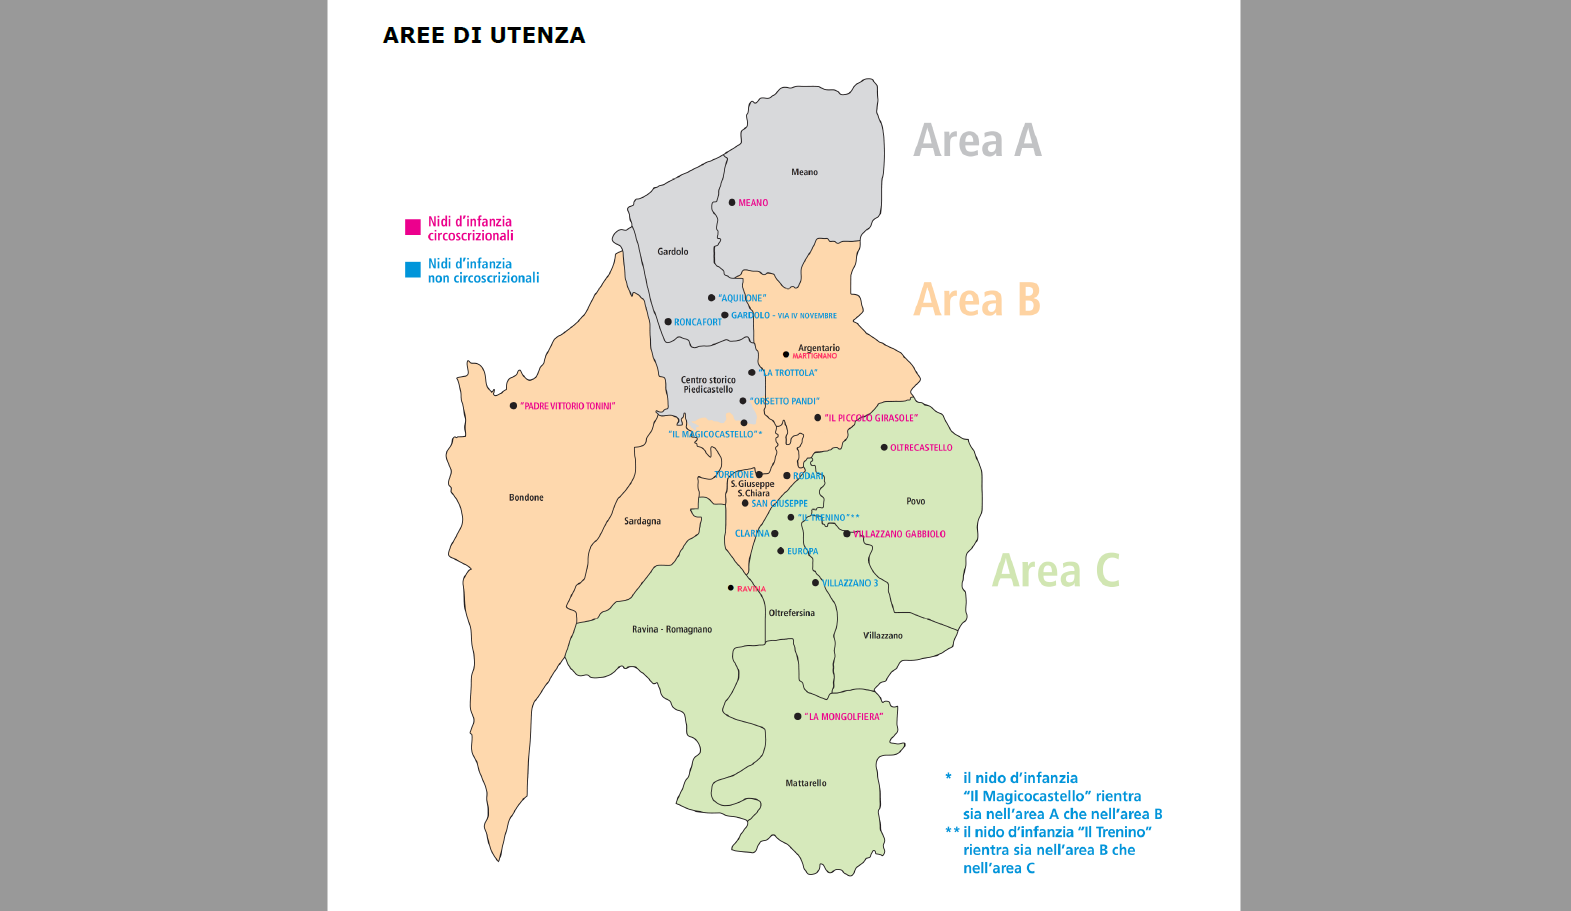 AREE DI UTENZA
Area A
Meano
MEANO
Nidi d'infanzia
circoscrizionali
Gardolo
Nidi d'infanzia
non circoscrizionali
Area B
"AQUILONE"
GARDOLO - VIA IV NOVEMBRE
RONCAFORT
Argentario
MARTIGNANO
"LA TROTTOLA"
Centro storico
Piedicastello
"ORSETTO PANDI"
"PADRE VITTORIO TONINI"
"IL PICCOLO GIRASOLE"
"IL MAGICOCASTELLO"*
OLTRECASTELLO
TORRIONE
RODARI
S. Giuseppe
S. Chiara
Bondone
SAN GIUSEPPE
Povo
Sardagna
"IL TRENINO"**
CLARINA
VILLAZZANO GABBIOLO
EUROPA
Area C
VILLAZZANO 3
RAVINA
Oltrefersina
Ravina - Romagnano
Villazzano
"LA MONGOLFIERA"
Mattarello
* il nido d'infanzia
"Il Magicocastello" rientra
sia nell'area A che nell'area B
** il nido d'infanzia "Il Trenino"
rientra sia nell'area B che
nell'area C